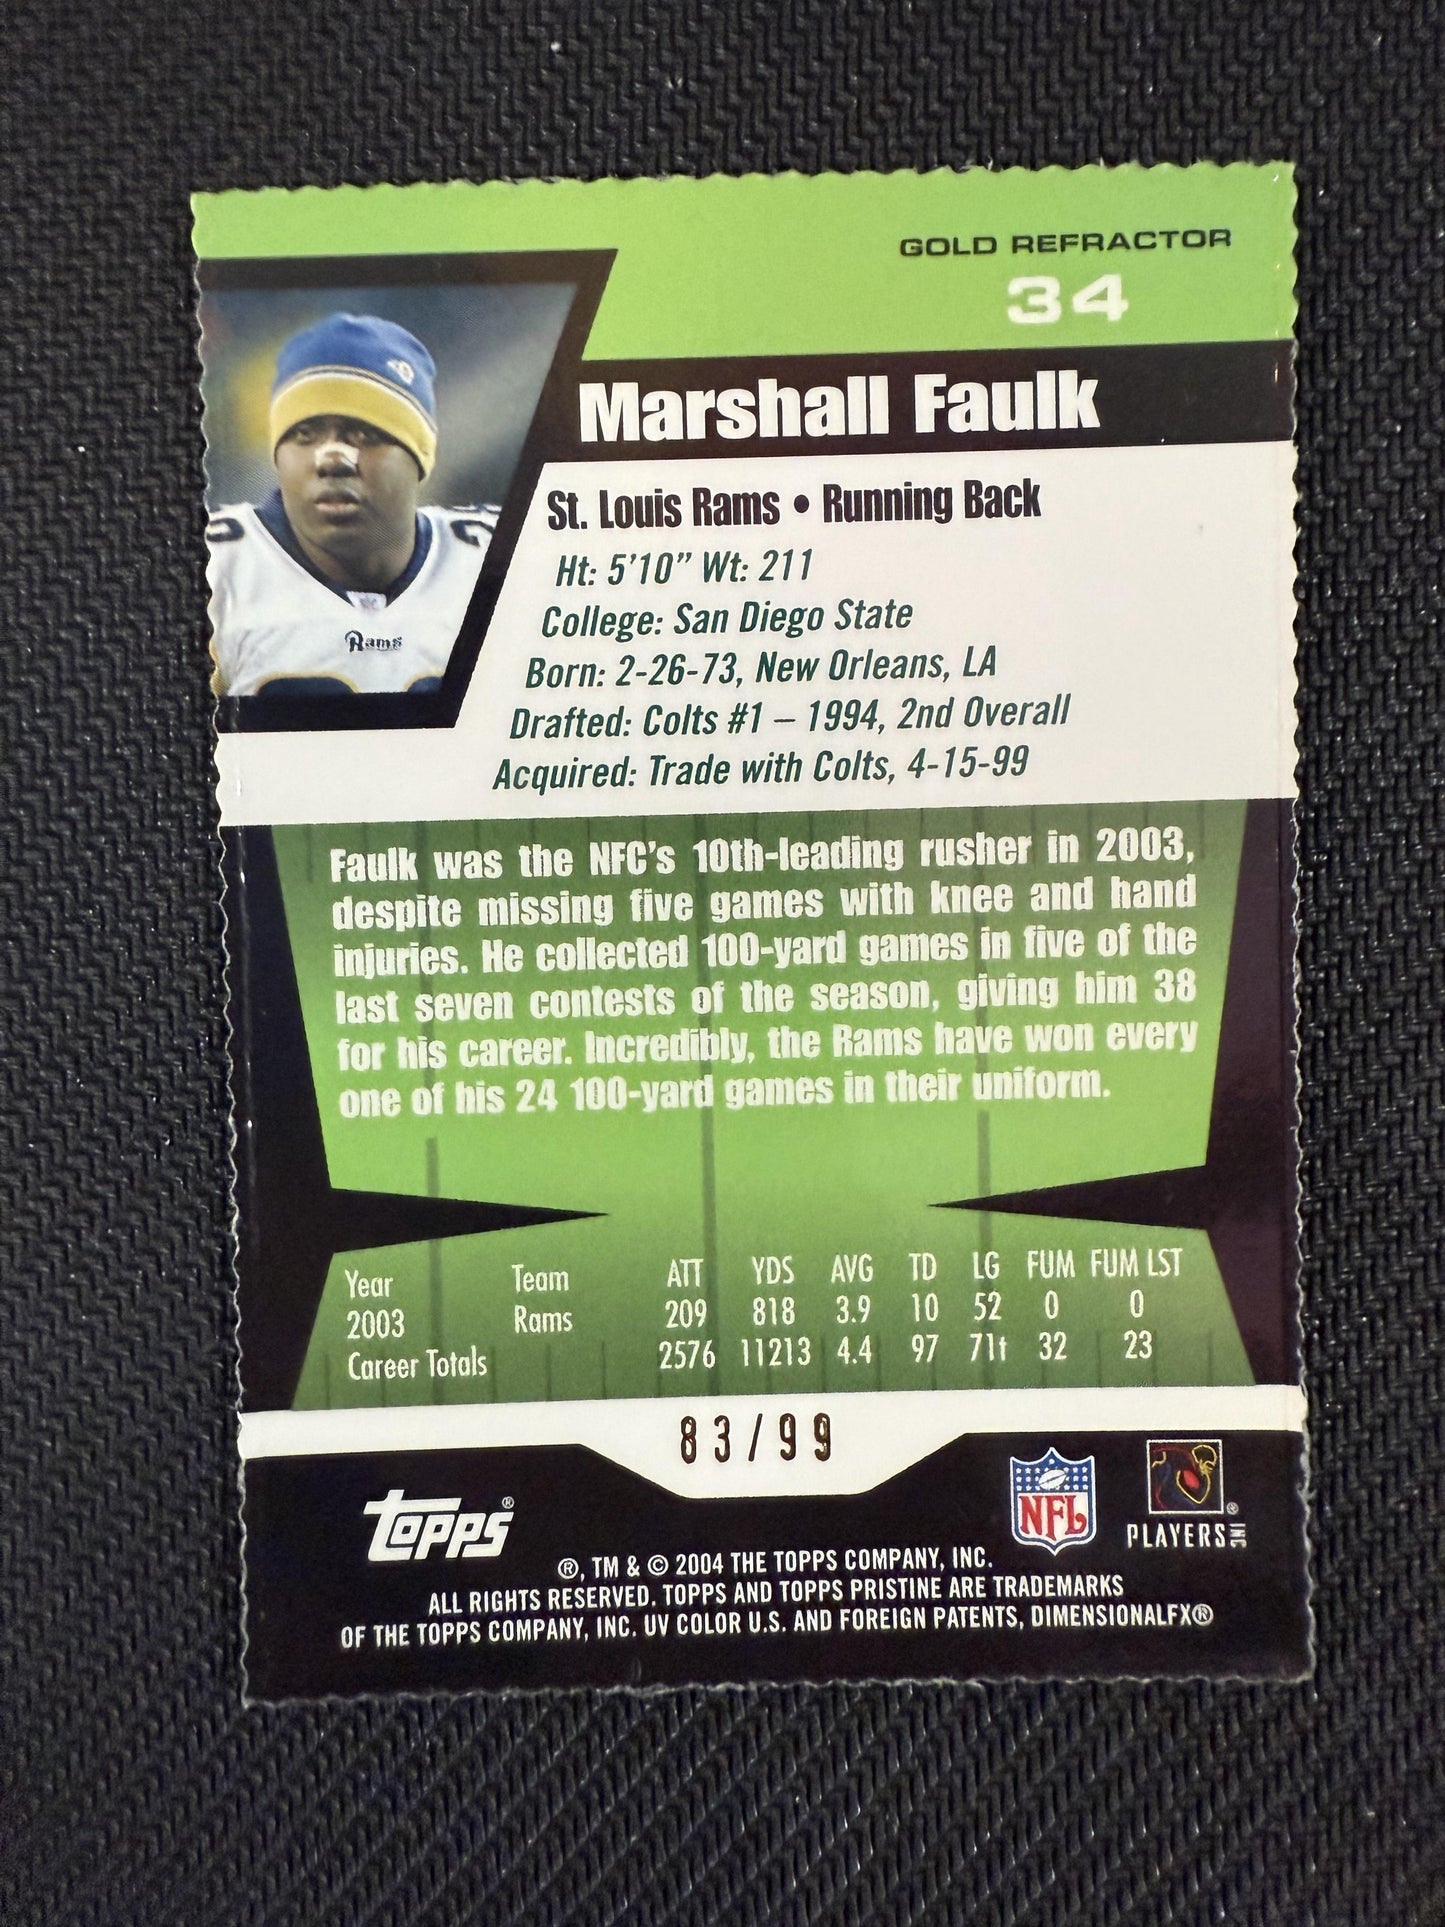 GOLD REFRACTOR
34
Marshall Faulk
St. Louis Rams • Running Back
Ht: 5'10” Wt: 211
College: San Diego State
Born: 2-26-73, New Orleans, LA
Drafted: Colts #1 – 1994, 2nd Overall
Acquired: Trade with Colts, 4-15-99
Rams
Faulk was the NFC's 10th-leading rusher in 2003,
despite missing five games with knee and hand
injuries. He collected 100-yard games in five of the
last seven contests of the season, giving him 38
for his career. Incredibly, the Rams have won every
one of his 24 100-yard games in their uniform.
Year Team ATT YDS AVG TD LG FUM FUM LST
2003 Rams 209 818 3.9 10 52 0 0
Career Totals 2576 11213 4.4 97 71t 32 23
83/99
Topps®
NFL
PLAYERS INC ®
®, TM & © 2004 THE TOPPS COMPANY, INC.
ALL RIGHTS RESERVED. TOPPS AND TOPPS PRISTINE ARE TRADEMARKS
OF THE TOPPS COMPANY, INC. UV COLOR U.S. AND FOREIGN PATENTS, DIMENSIONALFX®